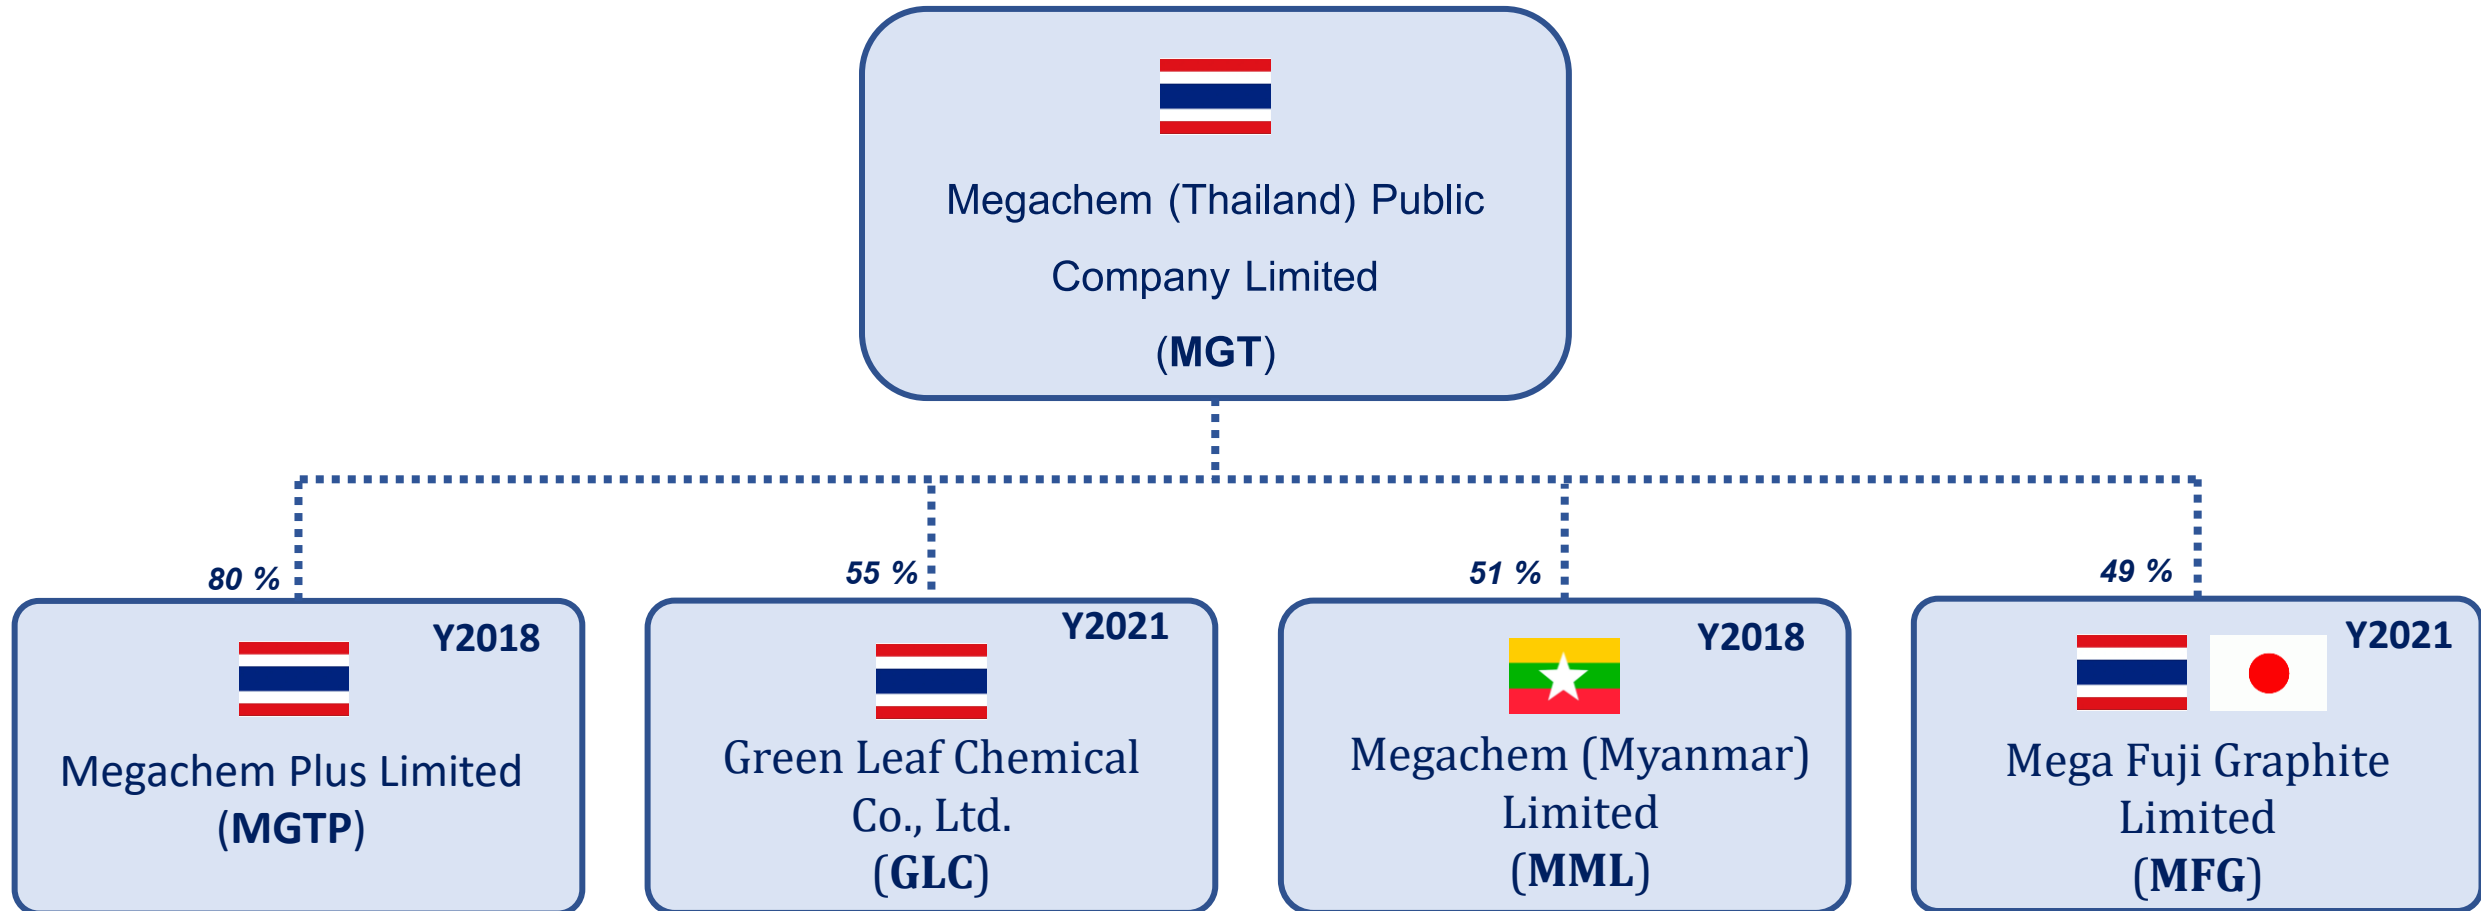 Megachem (Thailand) Public
Company Limited
(MGT)
80 %
Y2018
Megachem Plus Limited
(MGTP)
55 %
Y2021
Green Leaf Chemical
Co., Ltd.
(GLC)
51 %
Y2018
Megachem (Myanmar)
Limited
(MML)
49 %
Y2021
Mega Fuji Graphite
Limited
(MFG)